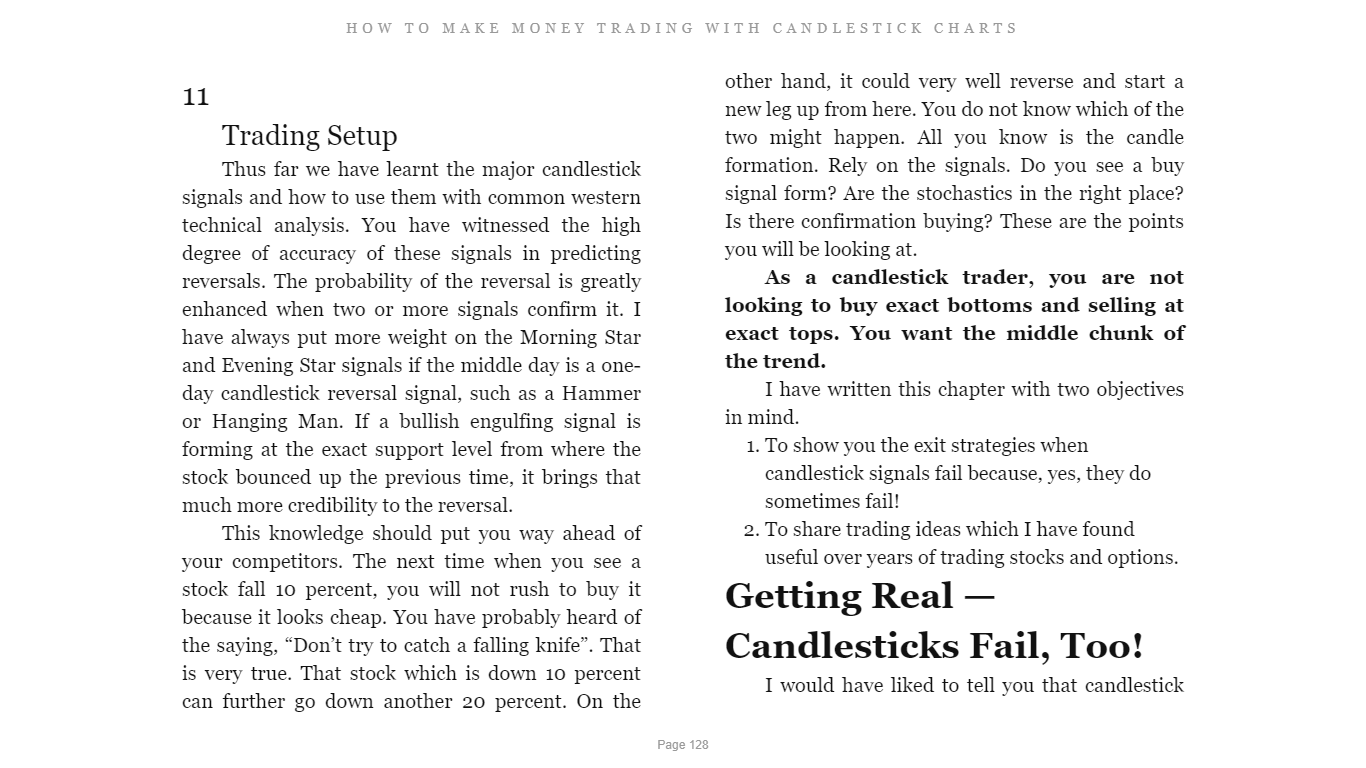 HOW TO MAKE MONEY TRADING WITH CANDLESTICK CHARTS
11
Trading Setup
Thus far we have learnt the major candlestick
signals and how to use them with common western
technical analysis. You have witnessed the high
degree of accuracy of these signals in predicting
reversals. The probability of the reversal is greatly
enhanced when two or more signals confirm it. I
have always put more weight on the Morning Star
and Evening Star signals if the middle day is a one-
day candlestick reversal signal, such as a Hammer
or Hanging Man. If a bullish engulfing signal is
forming at the exact support level from where the
stock bounced up the previous time, it brings that
much more credibility to the reversal.
This knowledge should put you way ahead of
your competitors. The next time when you see a
stock fall 10 percent, you will not rush to buy it
because it looks cheap. You have probably heard of
the saying, “Don’t try to catch a falling knife”. That
is very true. That stock which is down 10 percent
can further go down another 20 percent. On the
other hand, it could very well reverse and start a
new leg up from here. You do not know which of the
two might happen. All you know is the candle
formation. Rely on the signals. Do you see a buy
signal form? Are the stochastics in the right place?
Is there confirmation buying? These are the points
you will be looking at.
As a candlestick trader, you are not
looking to buy exact bottoms and selling at
exact tops. You want the middle chunk of
the trend.
I have written this chapter with two objectives
in mind.
1. To show you the exit strategies when
candlestick signals fail because, yes, they do
sometimes fail!
2. To share trading ideas which I have found
useful over years of trading stocks and options.
Getting Real —
Candlesticks Fail, Too!
I would have liked to tell you that candlestick
Page 128